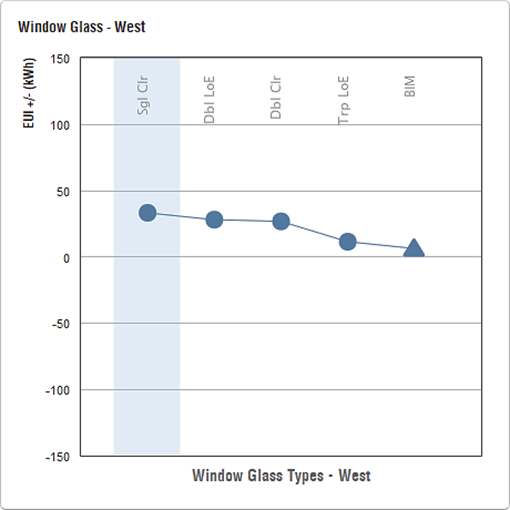 Window Glass - West
EUI +/- (kWh)
150
100
50
0
-50
-100
-150
Sgl Clr
Dbl LoE
Dbl Clr
Trp LoE
BIM
Window Glass Types - West